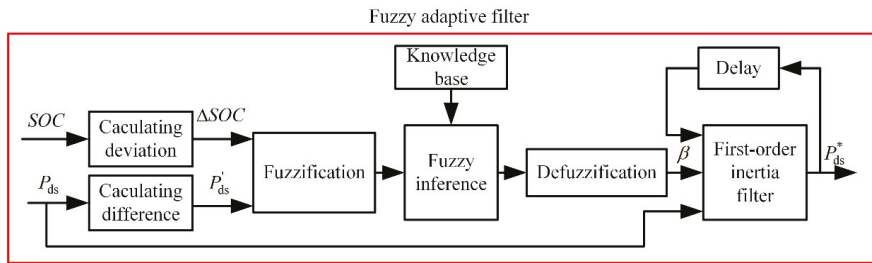 Fuzzy adaptive filter
Knowledge
base
Delay
SOC
Caculating
deviation
ΔSOC
Fuzzification
Fuzzy
inference
Defuzzification
β
First-order
inertia
filter
P*ds
Pds
Caculating
difference
P'ds